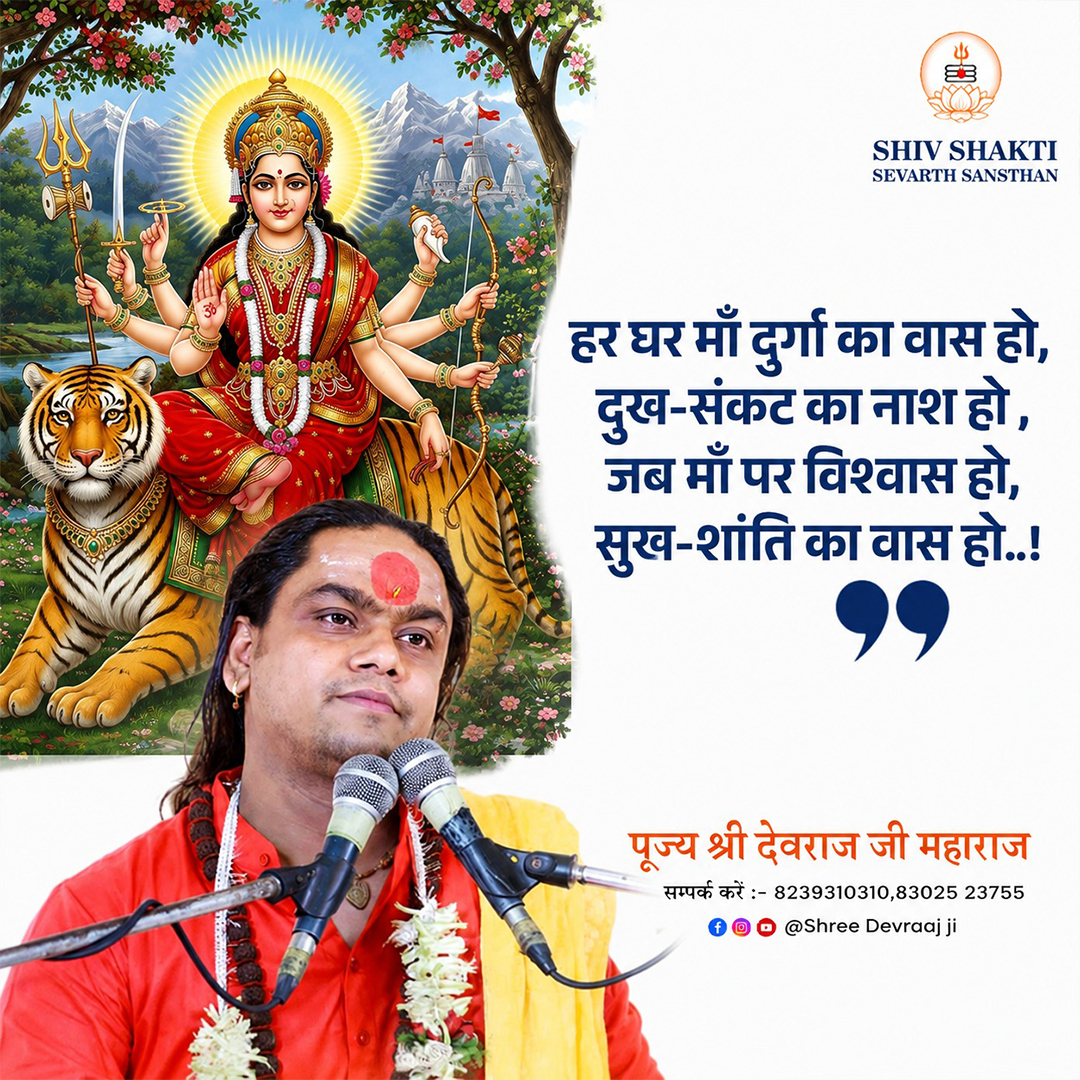 SHIV SHAKTI
SEVARTH SANSTHAN
हर घर माँ दुर्गा का वास हो,
दुख-संकट का नाश हो ,
जब माँ पर विश्वास हो,
सुख-शांति का वास हो..!
पूज्य श्री देवराज जी महाराज
सम्पर्क करें :- 8239310310,83025 23755
@Shree Devraaj ji
ॐ